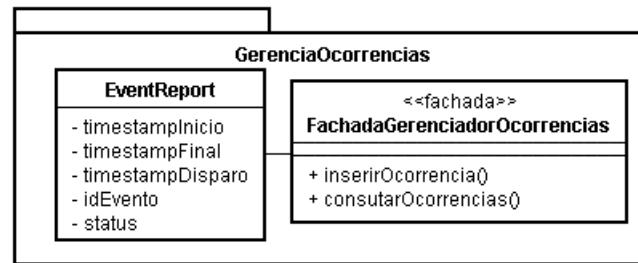 GerenciaOcorrencias
EventReport
- timestampInicio
- timestampFinal
- timestampDisparo
- idEvento
- status
<<fachada>>
FachadaGerenciadorOcorrencias
+ inserirOcorrencia()
+ consutarOcorrencias()